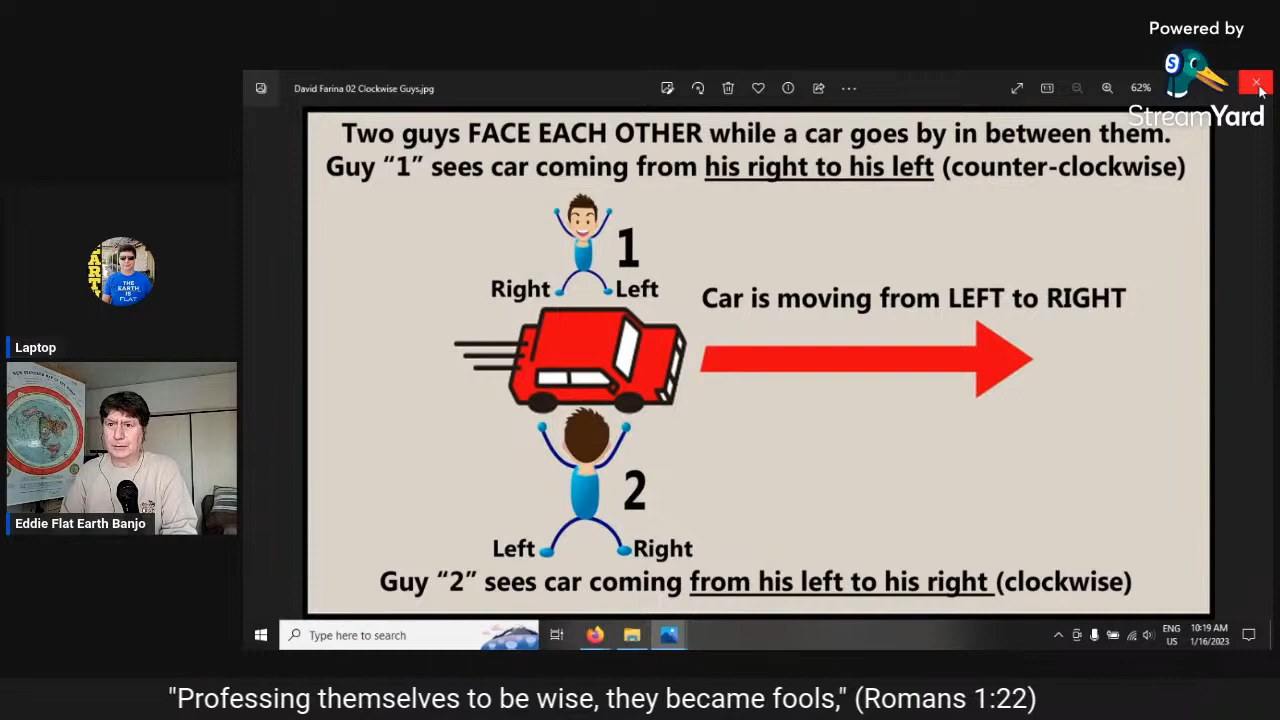 Powered by
StreamYard
David Farina 02 Clockwise Guys.jpg
62%
Two guys FACE EACH OTHER while a car goes by in between them.
Guy “1” sees car coming from his right to his left (counter-clockwise)
1
Right
Left
Car is moving from LEFT to RIGHT
2
Left
Right
Guy “2” sees car coming from his left to his right (clockwise)
Laptop
THE
EARTH
IS
FLAT
Eddie Flat Earth Banjo
Type here to search
ENG
US
10:19 AM
1/16/2023
"Professing themselves to be wise, they became fools," (Romans 1:22)